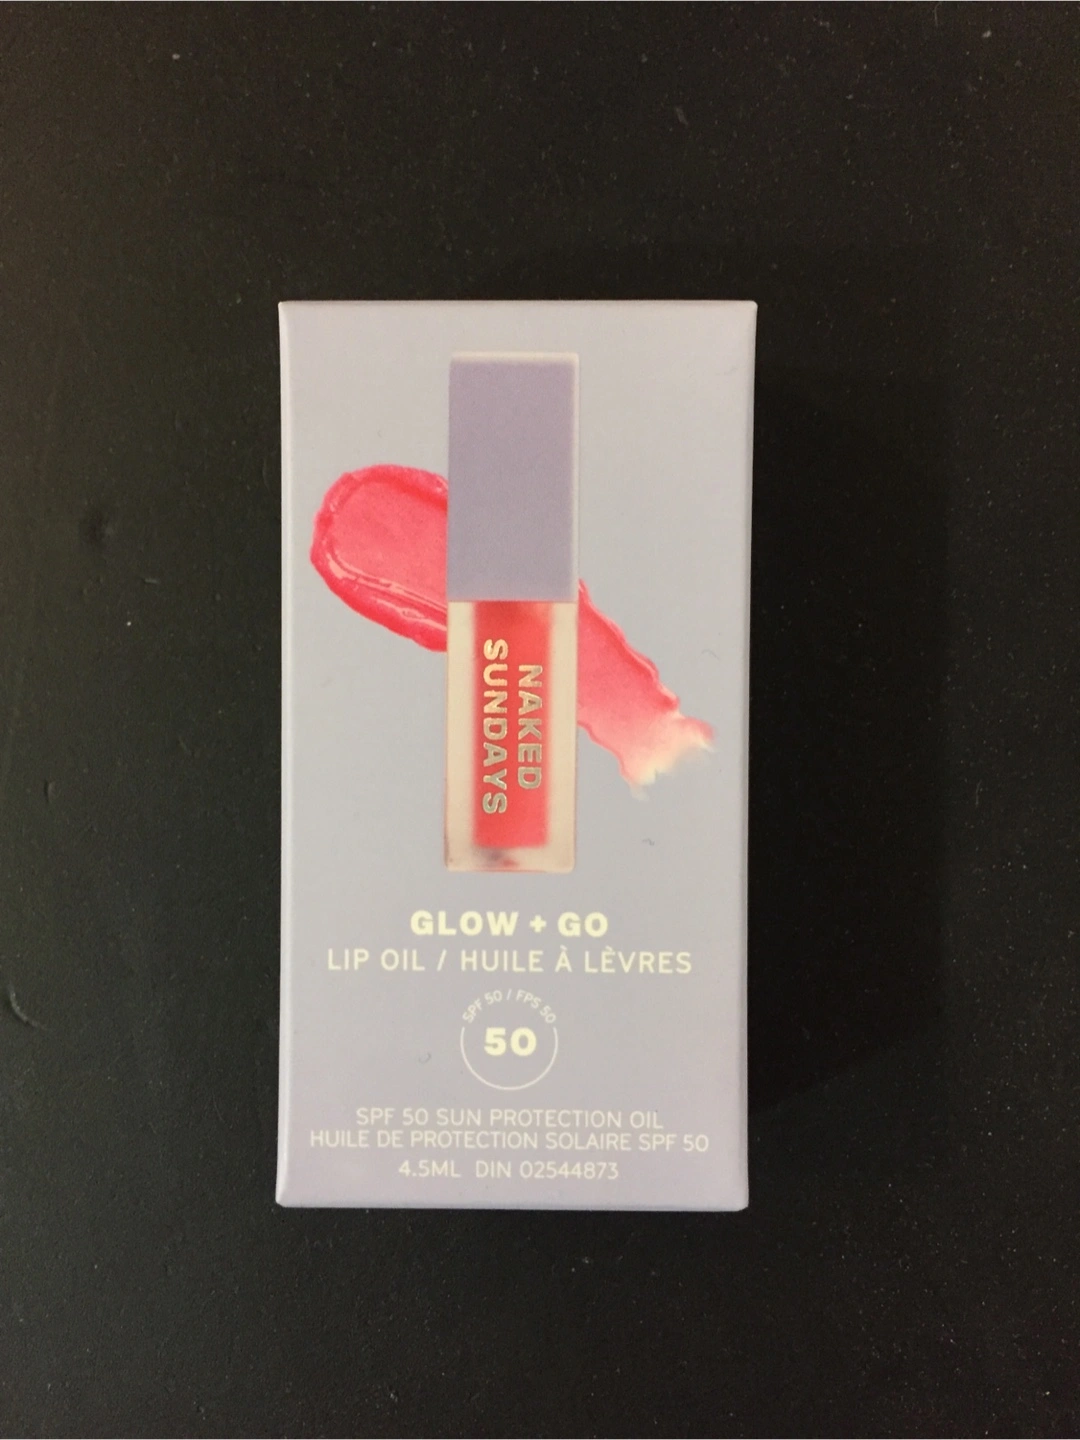 NAKED
SUNDAYS
GLOW + GO
LIP OIL / HUILE À LÈVRES
SPF 50 / FPS 50
50
SPF 50 SUN PROTECTION OIL
HUILE DE PROTECTION SOLAIRE SPF 50
4.5ML DIN 02544873